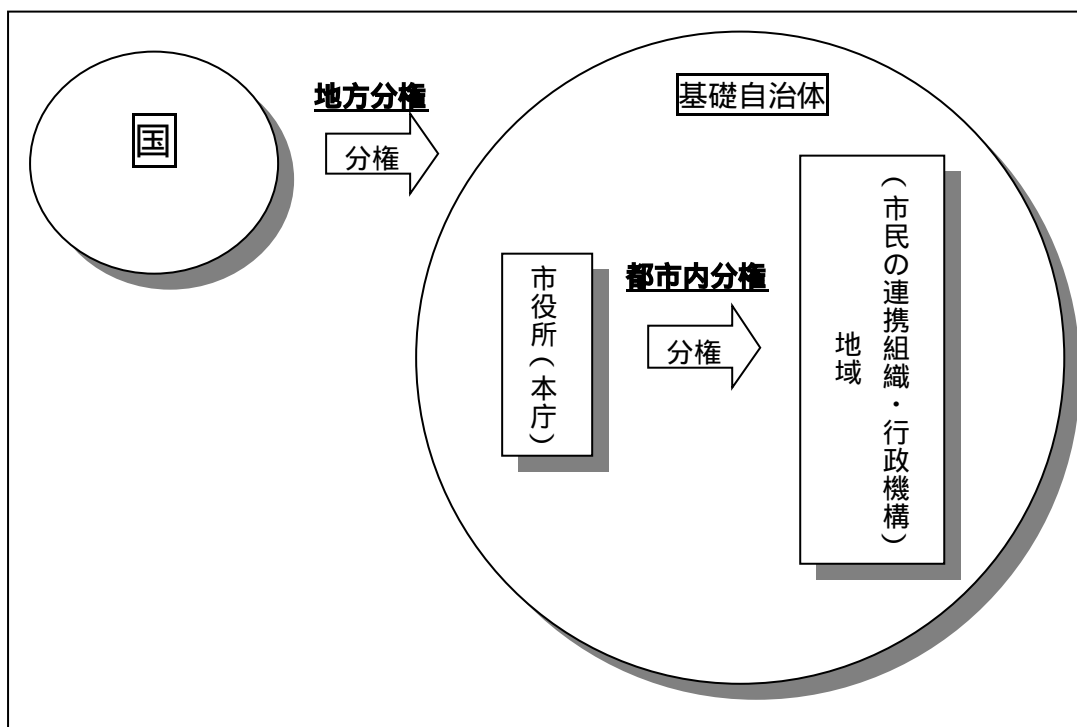 国
地方分権
分権
基礎自治体
市役所（本庁）
都市内分権
分権
（市民の連携組織・行政機構）
地域